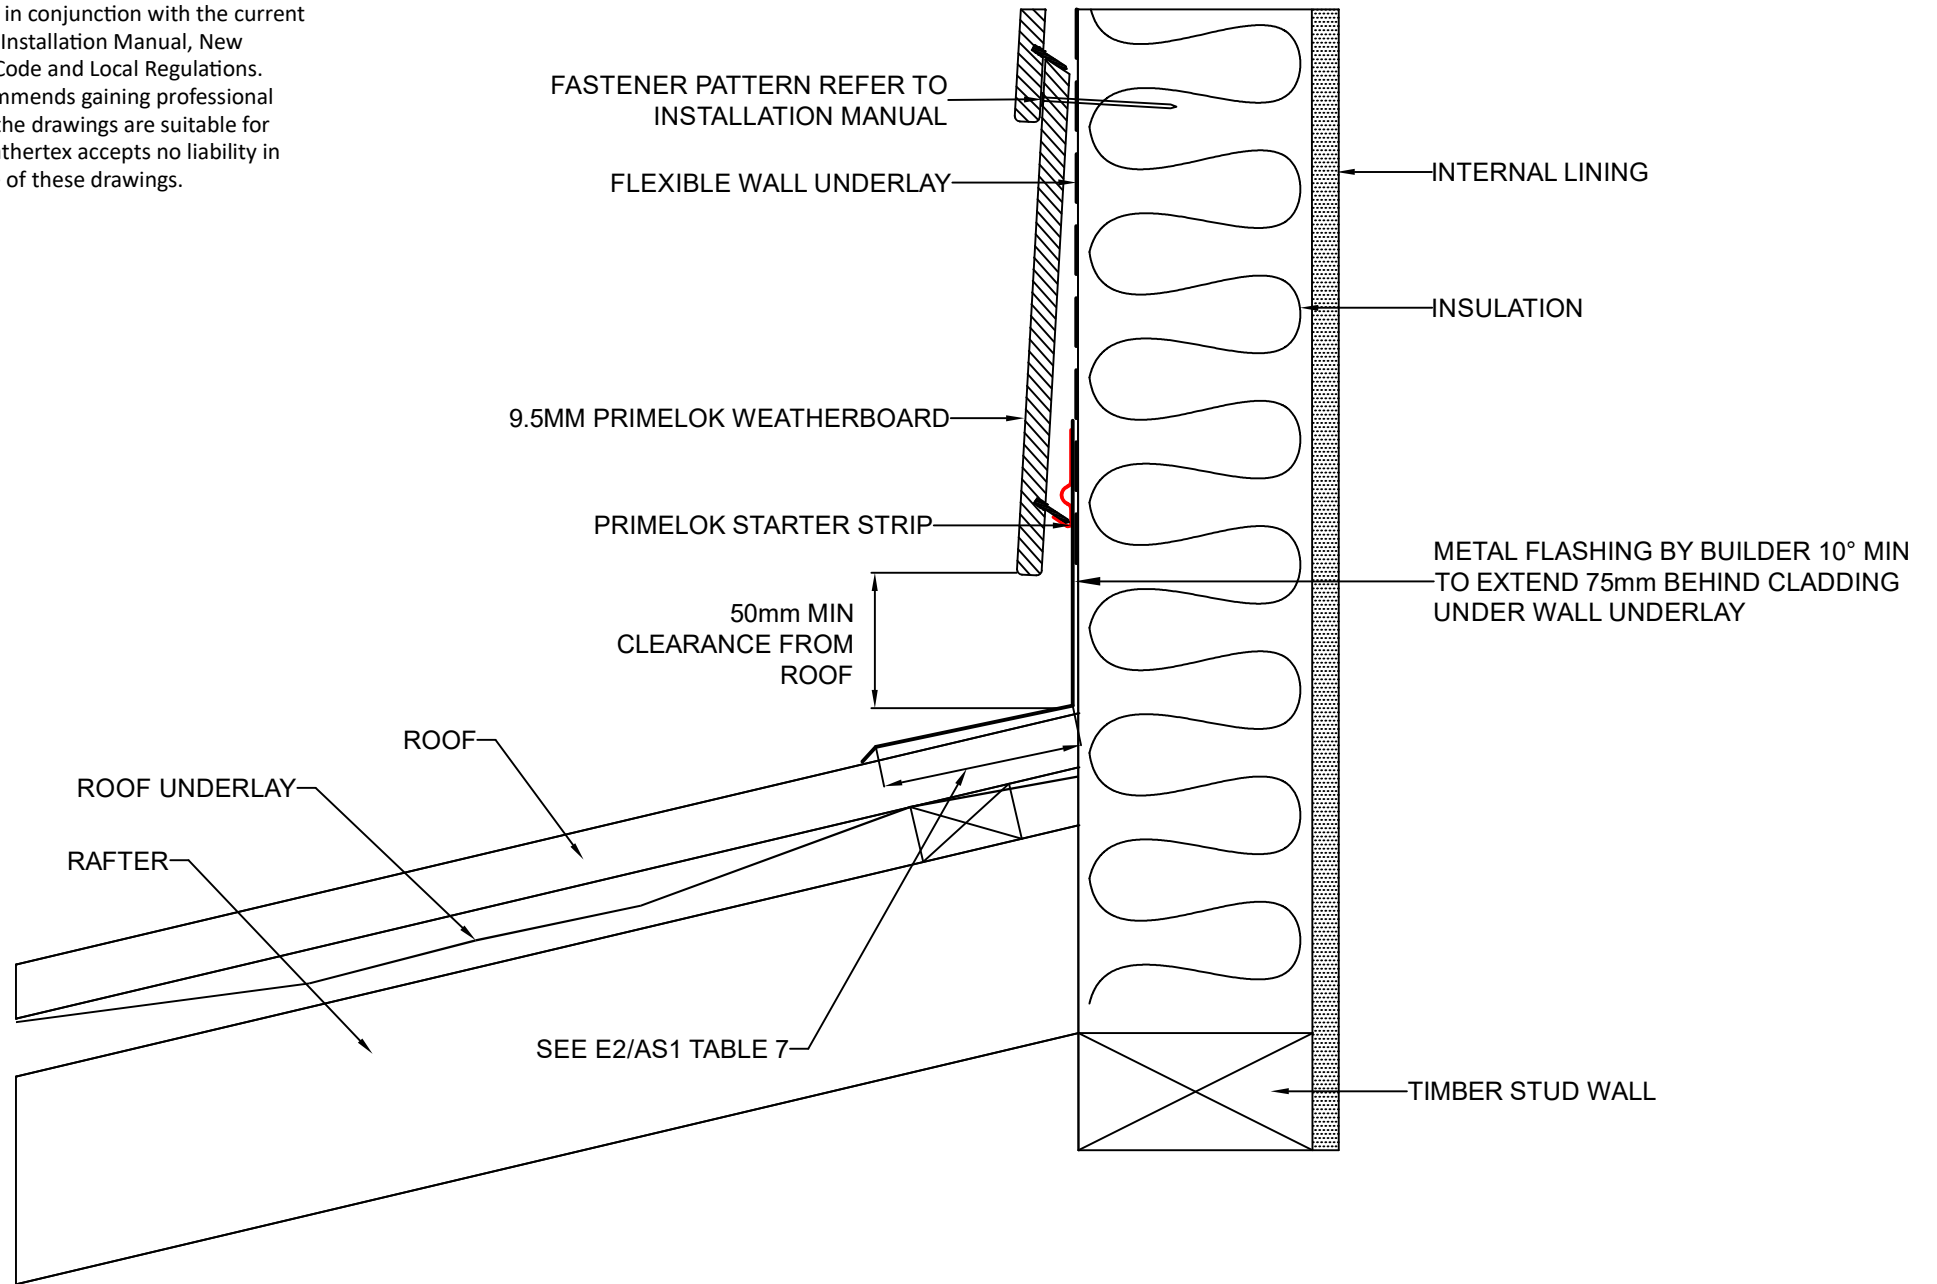 in conjunction with the current
Installation Manual, New
Code and Local Regulations.
mmends gaining professional
the drawings are suitable for
thertex accepts no liability in
of these drawings.
FASTENER PATTERN REFER TO
INSTALLATION MANUAL
FLEXIBLE WALL UNDERLAY
INTERNAL LINING
INSULATION
9.5MM PRIMELOK WEATHERBOARD
PRIMELOK STARTER STRIP
METAL FLASHING BY BUILDER 10° MIN
TO EXTEND 75mm BEHIND CLADDING
UNDER WALL UNDERLAY
50mm MIN
CLEARANCE FROM
ROOF
ROOF
ROOF UNDERLAY
RAFTER
SEE E2/AS1 TABLE 7
TIMBER STUD WALL